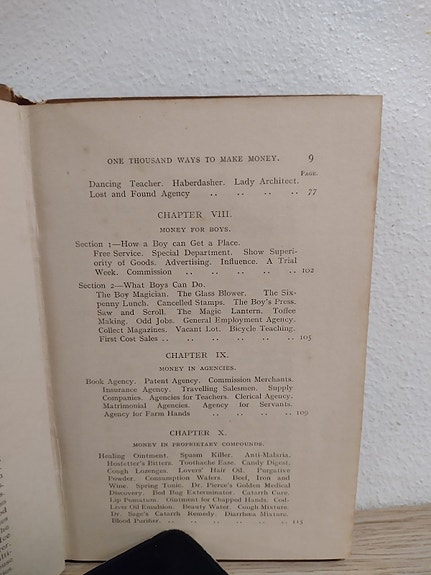 ONE THOUSAND WAYS TO MAKE MONEY. 9
PAGE.
Dancing Teacher. Haberdasher. Lady Architect.
Lost and Found Agency .. .. .. .. 77
CHAPTER VIII.
MONEY FOR BOYS.
Section 1—How a Boy can Get a Place.
Free Service. Special Department. Show Superi-
ority of Goods. Advertising. Influence. A Trial
Week. Commission .. .. .. .. .. 102
Section 2—What Boys Can Do.
The Boy Magician. The Glass Blower. The Six-
penny Lunch. Cancelled Stamps. The Boy's Press.
Saw and Scroll. The Magic Lantern. Toffee
Making. Odd Jobs. General Employment Agency.
Collect Magazines. Vacant Lot. Bicycle Teaching.
First Cost Sales .. .. .. .. .. .. 105
CHAPTER IX.
MONEY IN AGENCIES.
Book Agency. Patent Agency. Commission Merchants.
Insurance Agency. Travelling Salesmen. Supply
Companies. Agencies for Teachers. Clerical Agency.
Matrimonial Agencies. Agency for Servants.
Agency for Farm Hands .. .. .. .. 109
CHAPTER X.
MONEY IN PROPRIETARY COMPOUNDS.
Healing Ointment. Spasm Killer. Anti-Malaria.
Hostetter's Bitters. Toothache Ease. Candy Digest.
Cough Lozenges. Lovers' Hair Oil. Purgative
Powder. Consumption Waters. Beef, Iron and
Wine. Spring Tonic. Dr. Pierce's Golden Medical
Discovery. Bed Bug Exterminator. Catarrh Cure.
Lip Pomatum. Ointment for Chapped Hands. Cod-
Liver Oil Emulsion. Beauty Water. Cough Mixture.
Dr. Sage's Catarrh Remedy. Diarrhœa Mixture.
Blood Purifier. .. .. .. .. .. .. 115